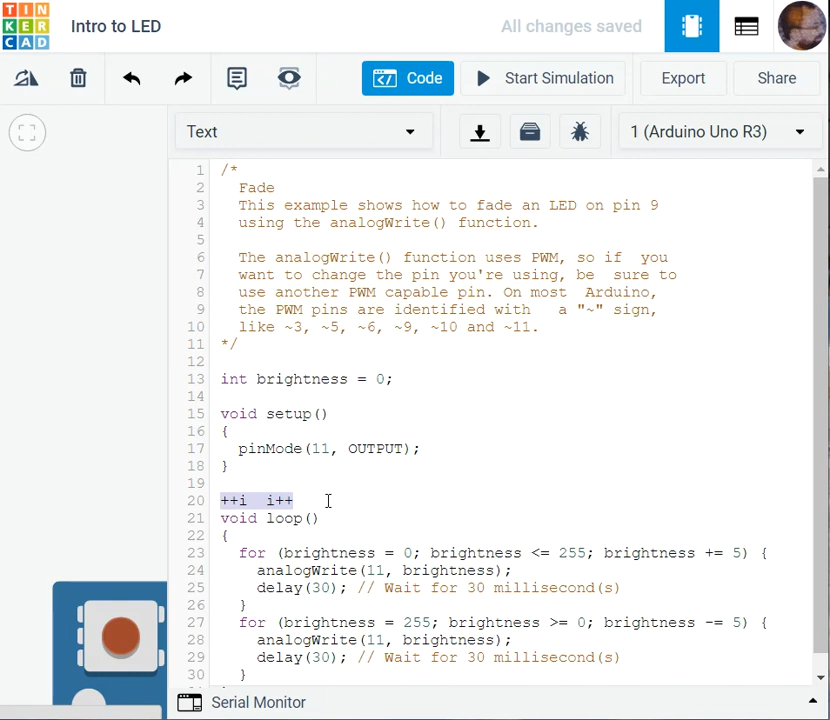 TIN
KER
CAD
Intro to LED
All changes saved
Code
Start Simulation
Export
Share
Text
1 (Arduino Uno R3)
1 /*
2 Fade
3 This example shows how to fade an LED on pin 9
4 using the analogWrite() function.
5
6 The analogWrite() function uses PWM, so if  you
7 want to change the pin you're using, be  sure to
8 use another PWM capable pin. On most  Arduino,
9 the PWM pins are identified with   a "~" sign,
10 like ~3, ~5, ~6, ~9, ~10 and ~11.
11 */
12
13 int brightness = 0;
14
15 void setup()
16 {
17 pinMode(11, OUTPUT);
18 }
19
20 ++i  i++
21 void loop()
22 {
23 for (brightness = 0; brightness <= 255; brightness += 5) {
24 analogWrite(11, brightness);
25 delay(30); // Wait for 30 millisecond(s)
26 }
27 for (brightness = 255; brightness >= 0; brightness -= 5) {
28 analogWrite(11, brightness);
29 delay(30); // Wait for 30 millisecond(s)
30 }
Serial Monitor